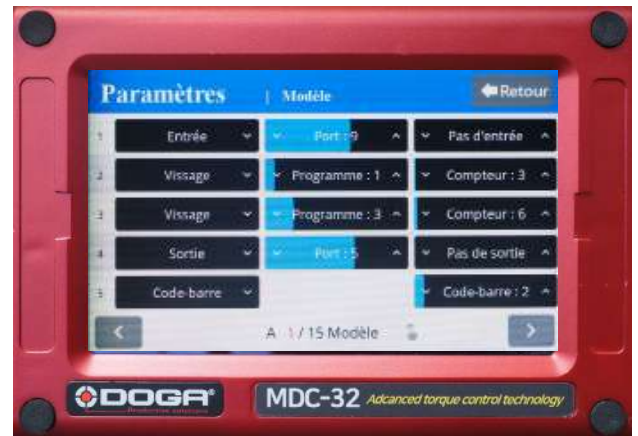 Paramètres | Modèle Retour
1 Entrée Port : 9 Pas d'entrée
2 Vissage Programme : 1 Compteur : 3
3 Vissage Programme : 3 Compteur : 6
4 Sortie Port : 5 Pas de sortie
5 Code-barre Code-barre : 2
A 1 / 15 Modèle
DOGA® MDC-32 Adcanced torque control technology
Productive solutions